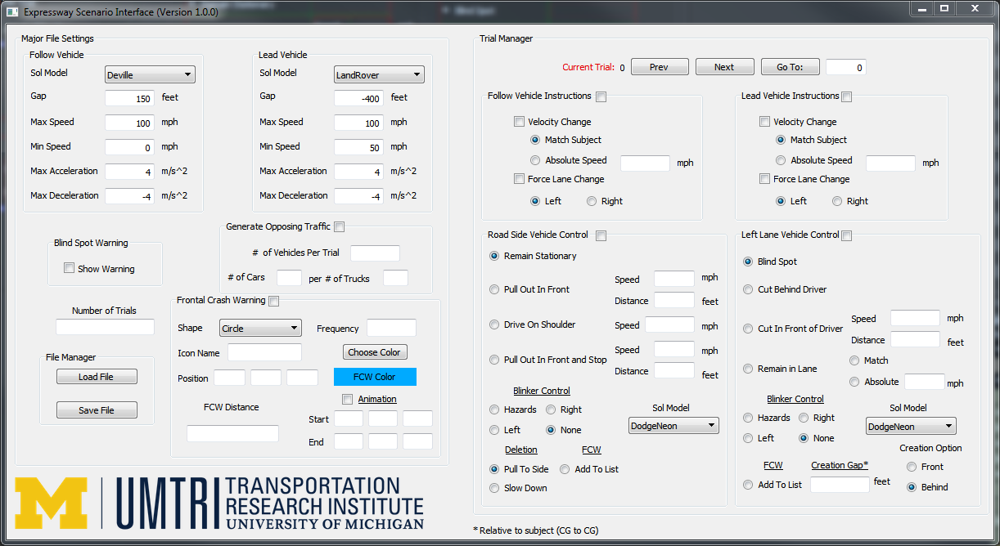 Expressway Scenario Interface (Version 1.0.0)
Major File Settings
Follow Vehicle
Sol Model Deville
Gap 150 feet
Max Speed 100 mph
Min Speed 0 mph
Max Acceleration 4 m/s^2
Max Deceleration -4 m/s^2
Lead Vehicle
Sol Model LandRover
Gap -400 feet
Max Speed 100 mph
Min Speed 50 mph
Max Acceleration 4 m/s^2
Max Deceleration -4 m/s^2
Blind Spot Warning
Show Warning
Generate Opposing Traffic
# of Vehicles Per Trial
# of Cars per # of Trucks
Number of Trials
File Manager
Load File
Save File
Frontal Crash Warning
Shape Circle Frequency
Icon Name Choose Color
Position FCW Color
Animation
FCW Distance
Start
End
UMTRI
TRANSPORTATION
RESEARCH INSTITUTE
UNIVERSITY OF MICHIGAN
Trial Manager
Current Trial: 0 Prev Next Go To: 0
Follow Vehicle Instructions
Velocity Change
Match Subject
Absolute Speed mph
Force Lane Change
Left Right
Lead Vehicle Instructions
Velocity Change
Match Subject
Absolute Speed mph
Force Lane Change
Left Right
Road Side Vehicle Control
Remain Stationary
Pull Out In Front Speed mph
Distance feet
Drive On Shoulder Speed mph
Pull Out In Front and Stop Speed mph
Distance feet
Blinker Control
Hazards Right
Left None
Sol Model
DodgeNeon
Deletion FCW
Pull To Side Add To List
Slow Down
Left Lane Vehicle Control
Blind Spot
Cut Behind Driver
Cut In Front of Driver Speed mph
Distance feet
Remain in Lane Match
Absolute mph
Blinker Control
Hazards Right
Left None
Sol Model
DodgeNeon
Creation Option
Front
Behind
FCW Creation Gap*
Add To List feet
*Relative to subject (CG to CG)